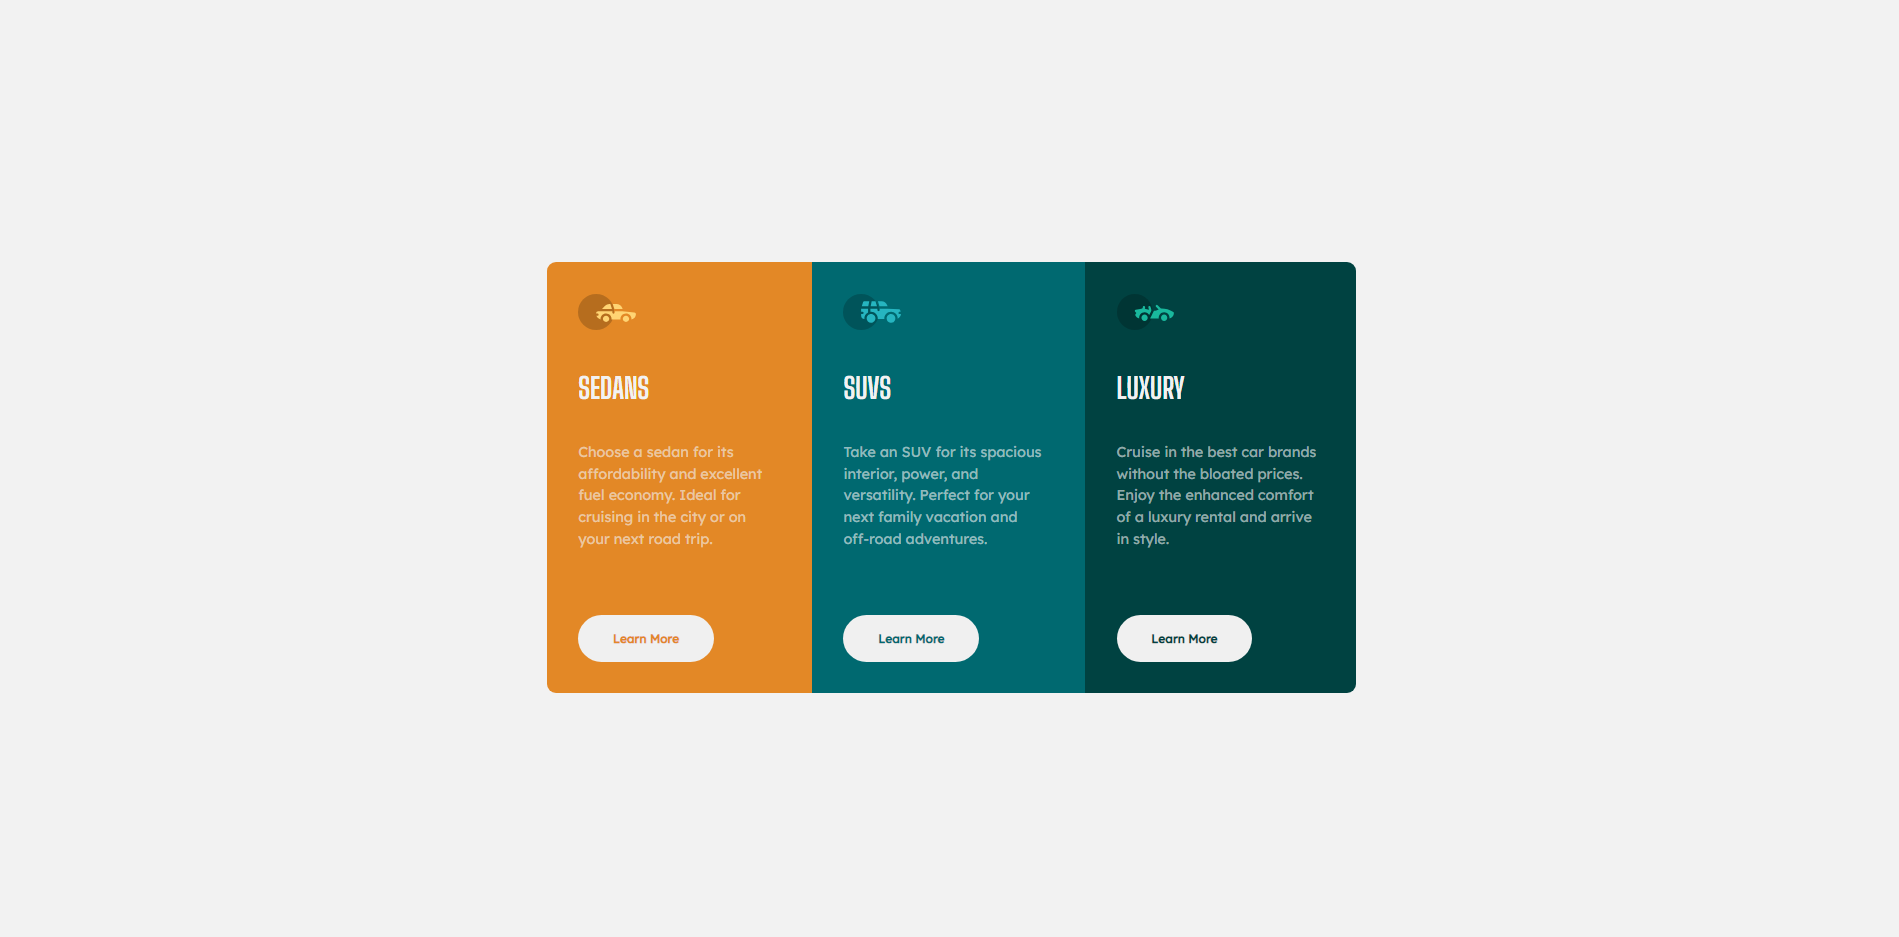 SEDANS
Choose a sedan for its
affordability and excellent
fuel economy. Ideal for
cruising in the city or on
your next road trip.
Learn More
SUVS
Take an SUV for its spacious
interior, power, and
versatility. Perfect for your
next family vacation and
off-road adventures.
Learn More
LUXURY
Cruise in the best car brands
without the bloated prices.
Enjoy the enhanced comfort
of a luxury rental and arrive
in style.
Learn More